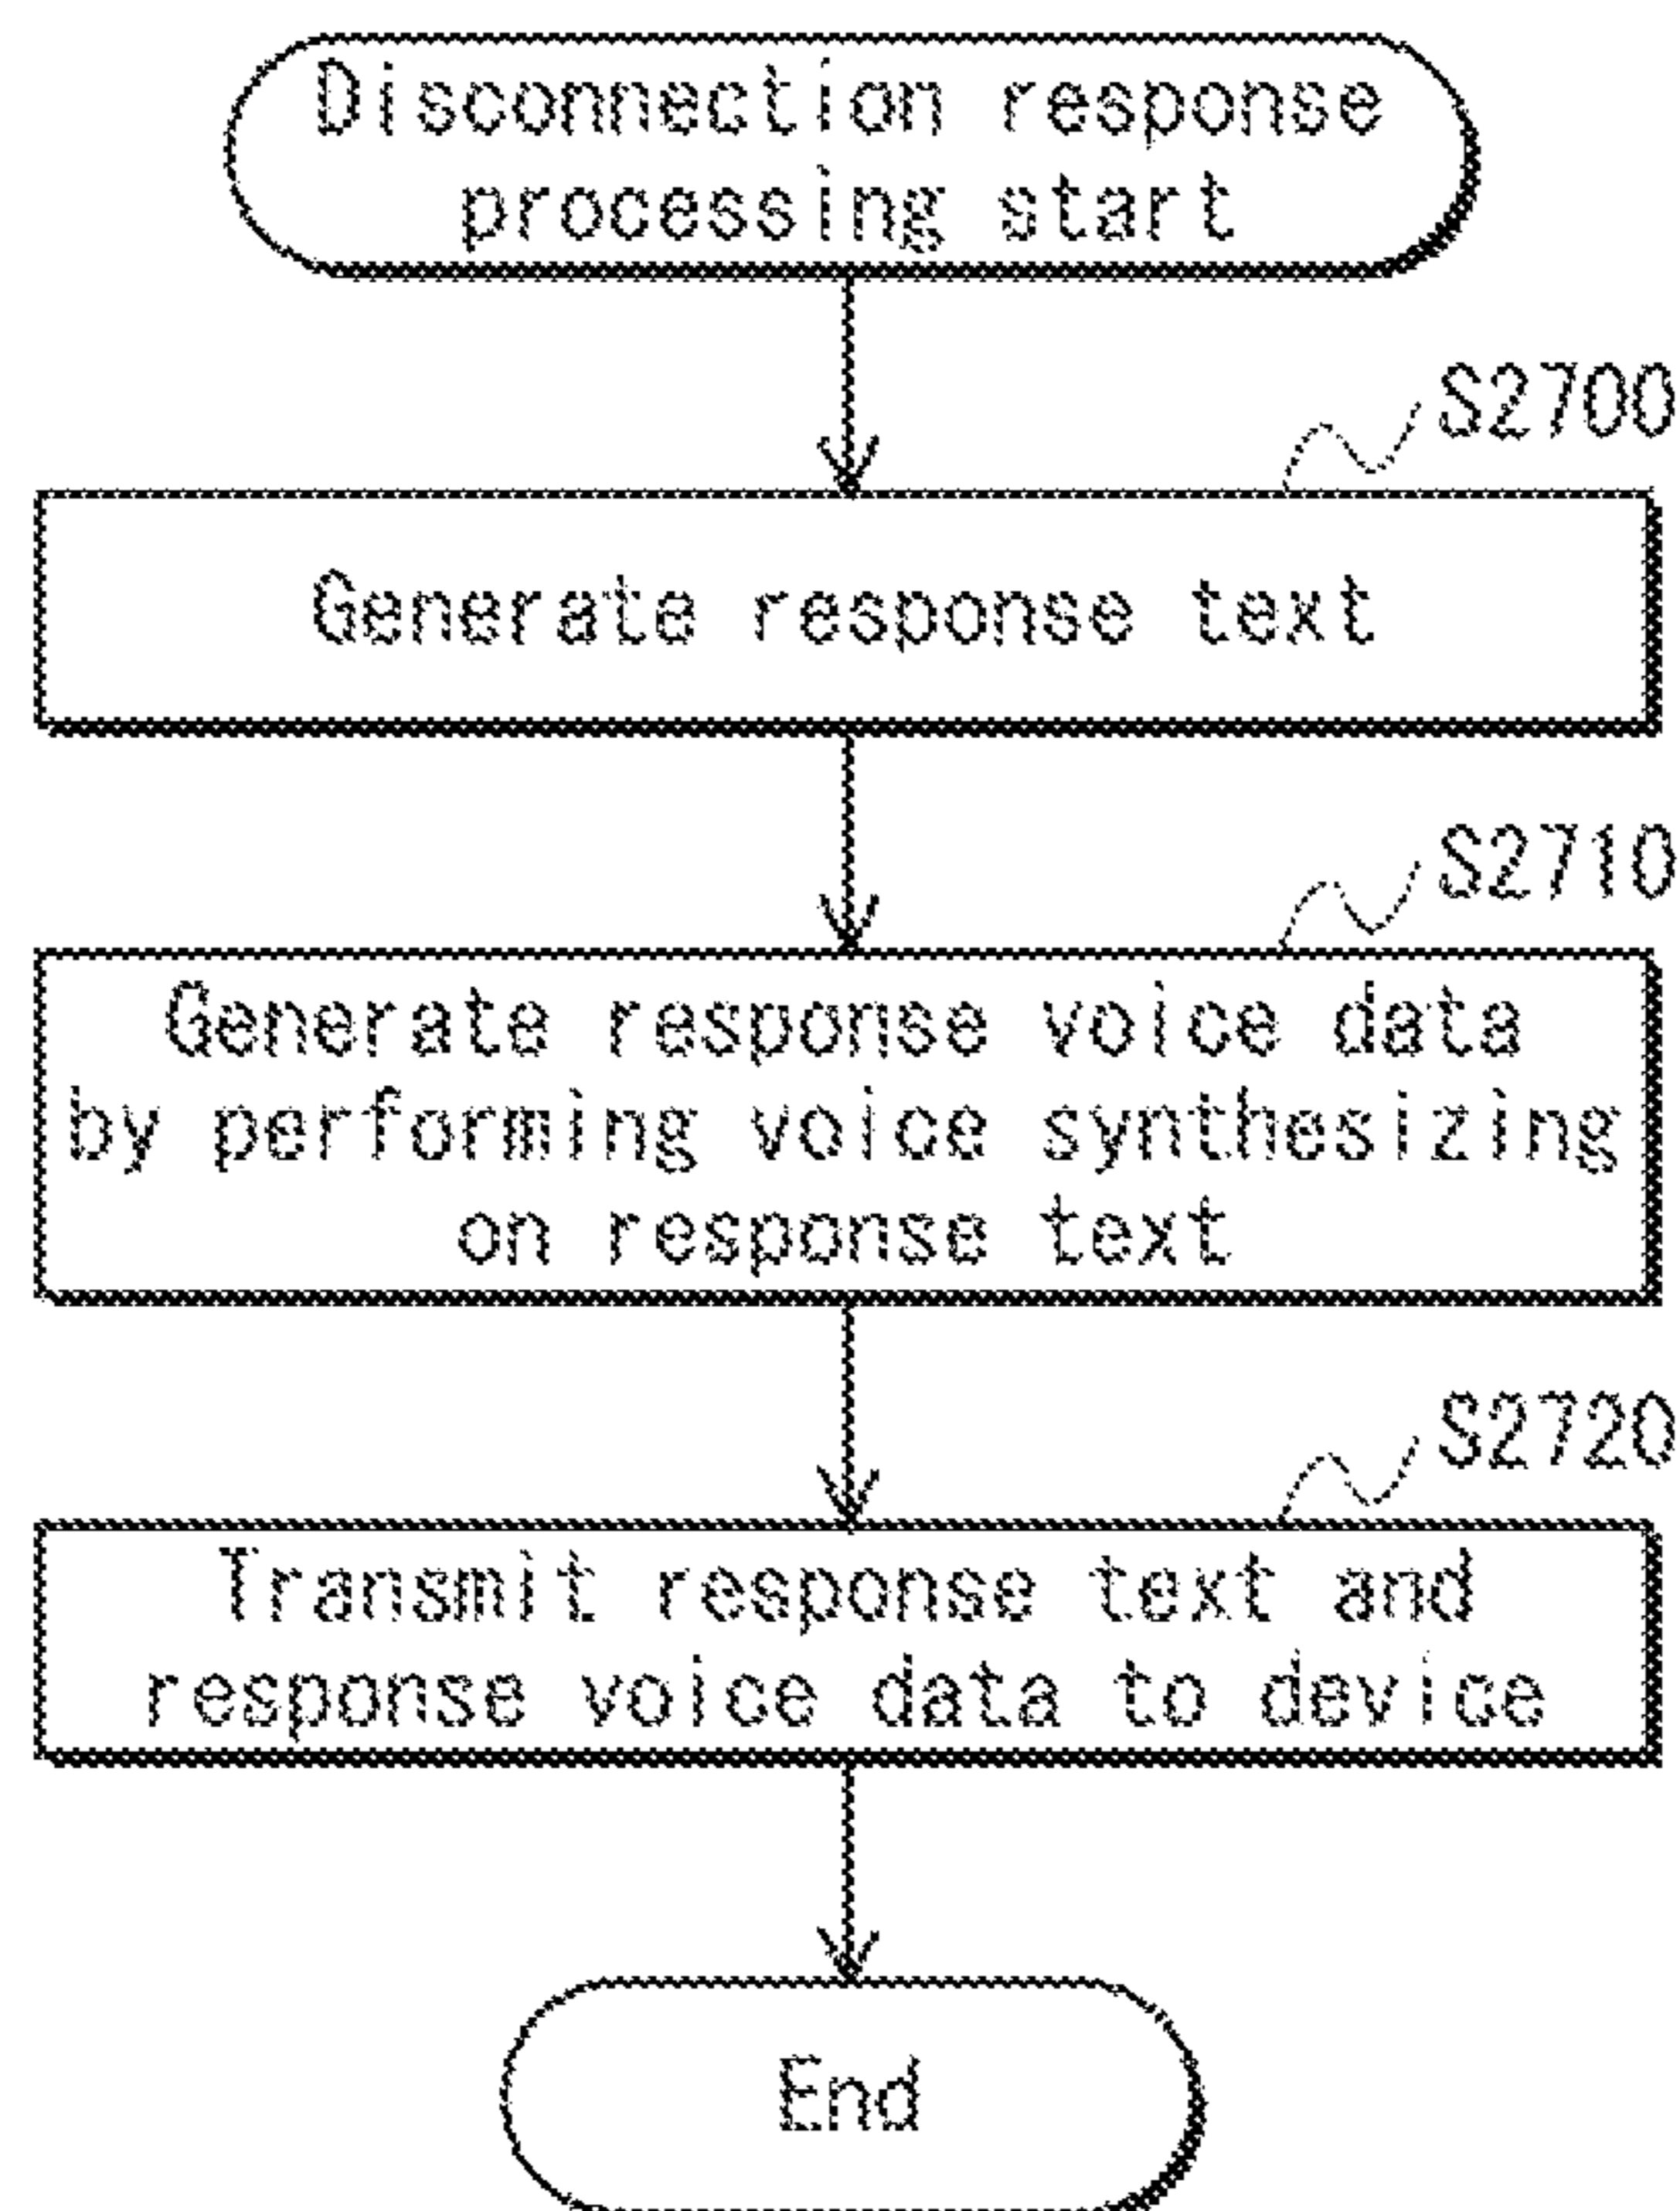 Disconnection response
processing start
S2700
Generate response text
S2710
Generate response voice data
by performing voice synthesizing
on response text
S2720
Transmit response text and
response voice data to device
End